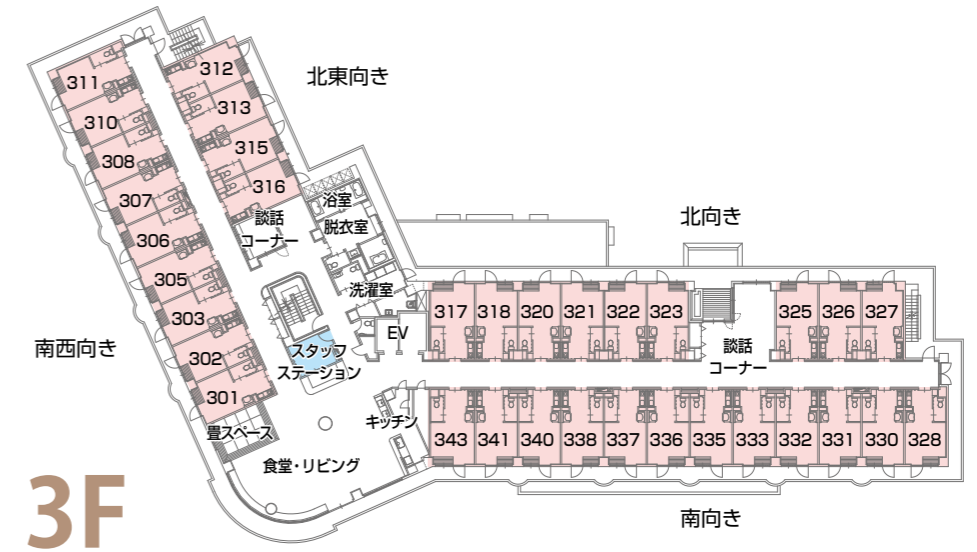 311
312
北東向き
310
313
308
315
307
316
浴室
脱衣室
談話
コーナー
北向き
306
305
洗濯室
303
317
318
320
321
322
323
325
326
327
EV
南西向き
302
スタッフ
ステーション
談話
コーナー
301
畳スペース
キッチン
343
341
340
338
337
336
335
333
332
331
330
328
食堂・リビング
3F
南向き